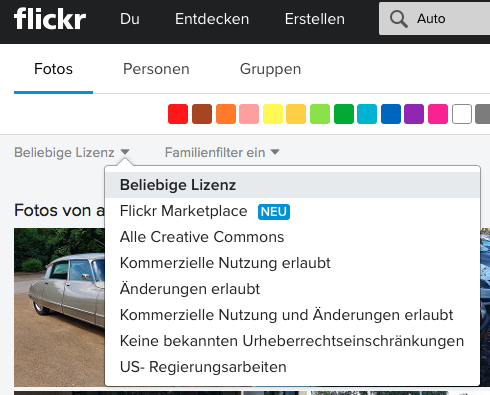 flickr Du Entdecken Erstellen Auto
Fotos Personen Gruppen
Beliebige Lizenz Familienfilter ein
Beliebige Lizenz
Fotos von a
Flickr Marketplace NEU
Alle Creative Commons
Kommerzielle Nutzung erlaubt
Änderungen erlaubt
Kommerzielle Nutzung und Änderungen erlaubt
Keine bekannten Urheberrechtseinschränkungen
US- Regierungsarbeiten